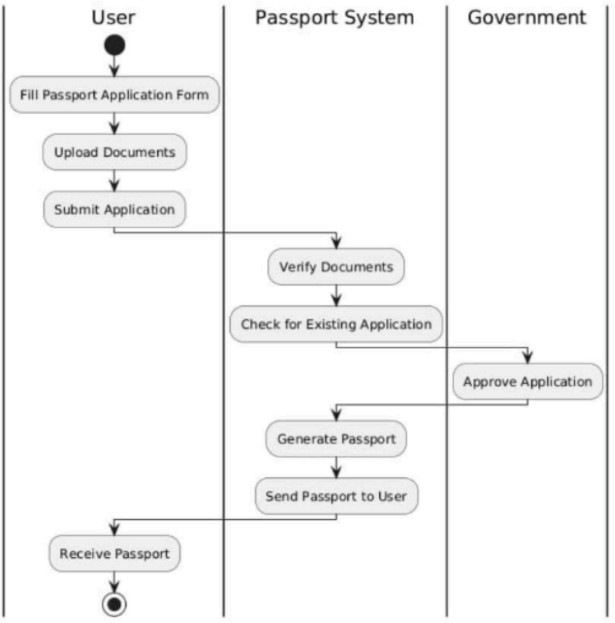 User
Passport System
Government
Fill Passport Application Form
Upload Documents
Submit Application
Verify Documents
Check for Existing Application
Approve Application
Generate Passport
Send Passport to User
Receive Passport